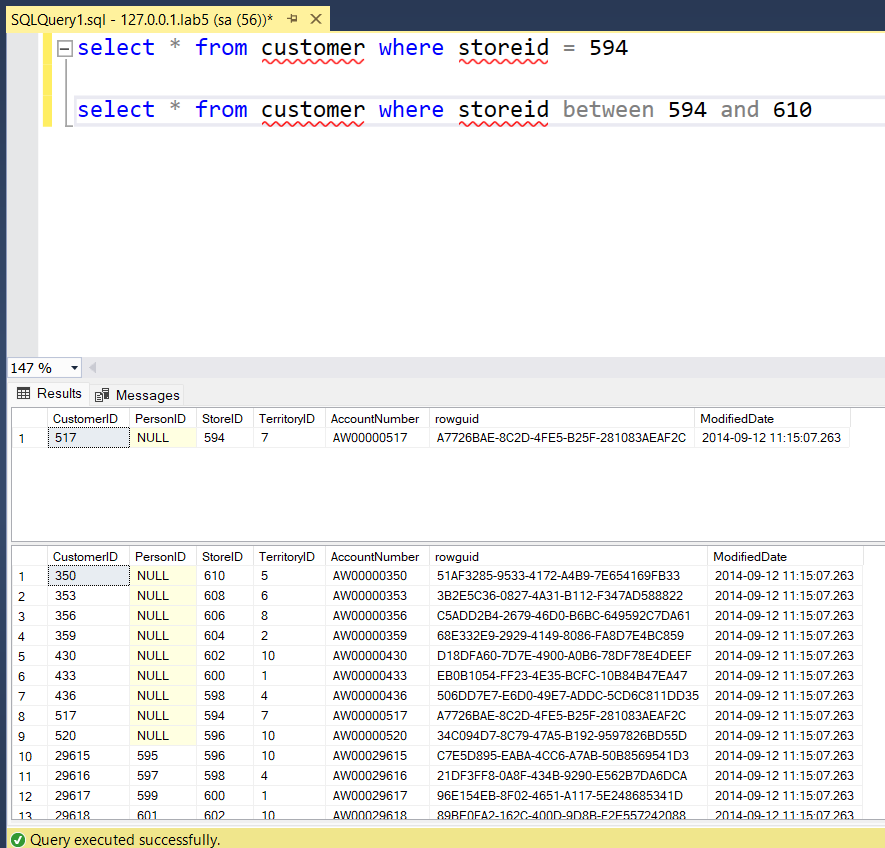 SQLQuery1.sql - 127.0.0.1.lab5 (sa (56))*
select * from customer where storeid = 594
select * from customer where storeid between 594 and 610
147 %
Results Messages
CustomerID PersonID StoreID TerritoryID AccountNumber rowguid ModifiedDate
1 517 NULL 594 7 AW00000517 A7726BAE-8C2D-4FE5-B25F-281083AEAF2C 2014-09-12 11:15:07.263
CustomerID PersonID StoreID TerritoryID AccountNumber rowguid ModifiedDate
1 350 NULL 610 5 AW00000350 51AF3285-9533-4172-A4B9-7E654169FB33 2014-09-12 11:15:07.263
2 353 NULL 608 6 AW00000353 3B2E5C36-0827-4A31-B112-F347AD588822 2014-09-12 11:15:07.263
3 356 NULL 606 8 AW00000356 C5ADD2B4-2679-46D0-B6BC-649592C7DA61 2014-09-12 11:15:07.263
4 359 NULL 604 2 AW00000359 68E332E9-2929-4149-8086-FA8D7E4BC859 2014-09-12 11:15:07.263
5 430 NULL 602 10 AW00000430 D18DFA60-7D7E-4900-A0B6-78DF78E4DEEF 2014-09-12 11:15:07.263
6 433 NULL 600 1 AW00000433 EB0B1054-FF23-4E35-BCFC-10B84B47EA47 2014-09-12 11:15:07.263
7 436 NULL 598 4 AW00000436 506DD7E7-E6D0-49E7-ADDC-5CD6C811DD35 2014-09-12 11:15:07.263
8 517 NULL 594 7 AW00000517 A7726BAE-8C2D-4FE5-B25F-281083AEAF2C 2014-09-12 11:15:07.263
9 520 NULL 596 10 AW00000520 34C094D7-8C79-47A5-B192-9597826BD55D 2014-09-12 11:15:07.263
10 29615 595 596 10 AW00029615 C7E5D895-EABA-4CC6-A7AB-50B8569541D3 2014-09-12 11:15:07.263
11 29616 597 598 4 AW00029616 21DF3FF8-0A8F-434B-9290-E562B7DA6DCA 2014-09-12 11:15:07.263
12 29617 599 600 1 AW00029617 96E154EB-8F02-4651-A117-5E248685341D 2014-09-12 11:15:07.263
13 29618 601 602 10 AW00029618 89BE0FA2-162C-400D-9D8B-F2E557242088 2014-09-12 11:15:07.263
Query executed successfully.